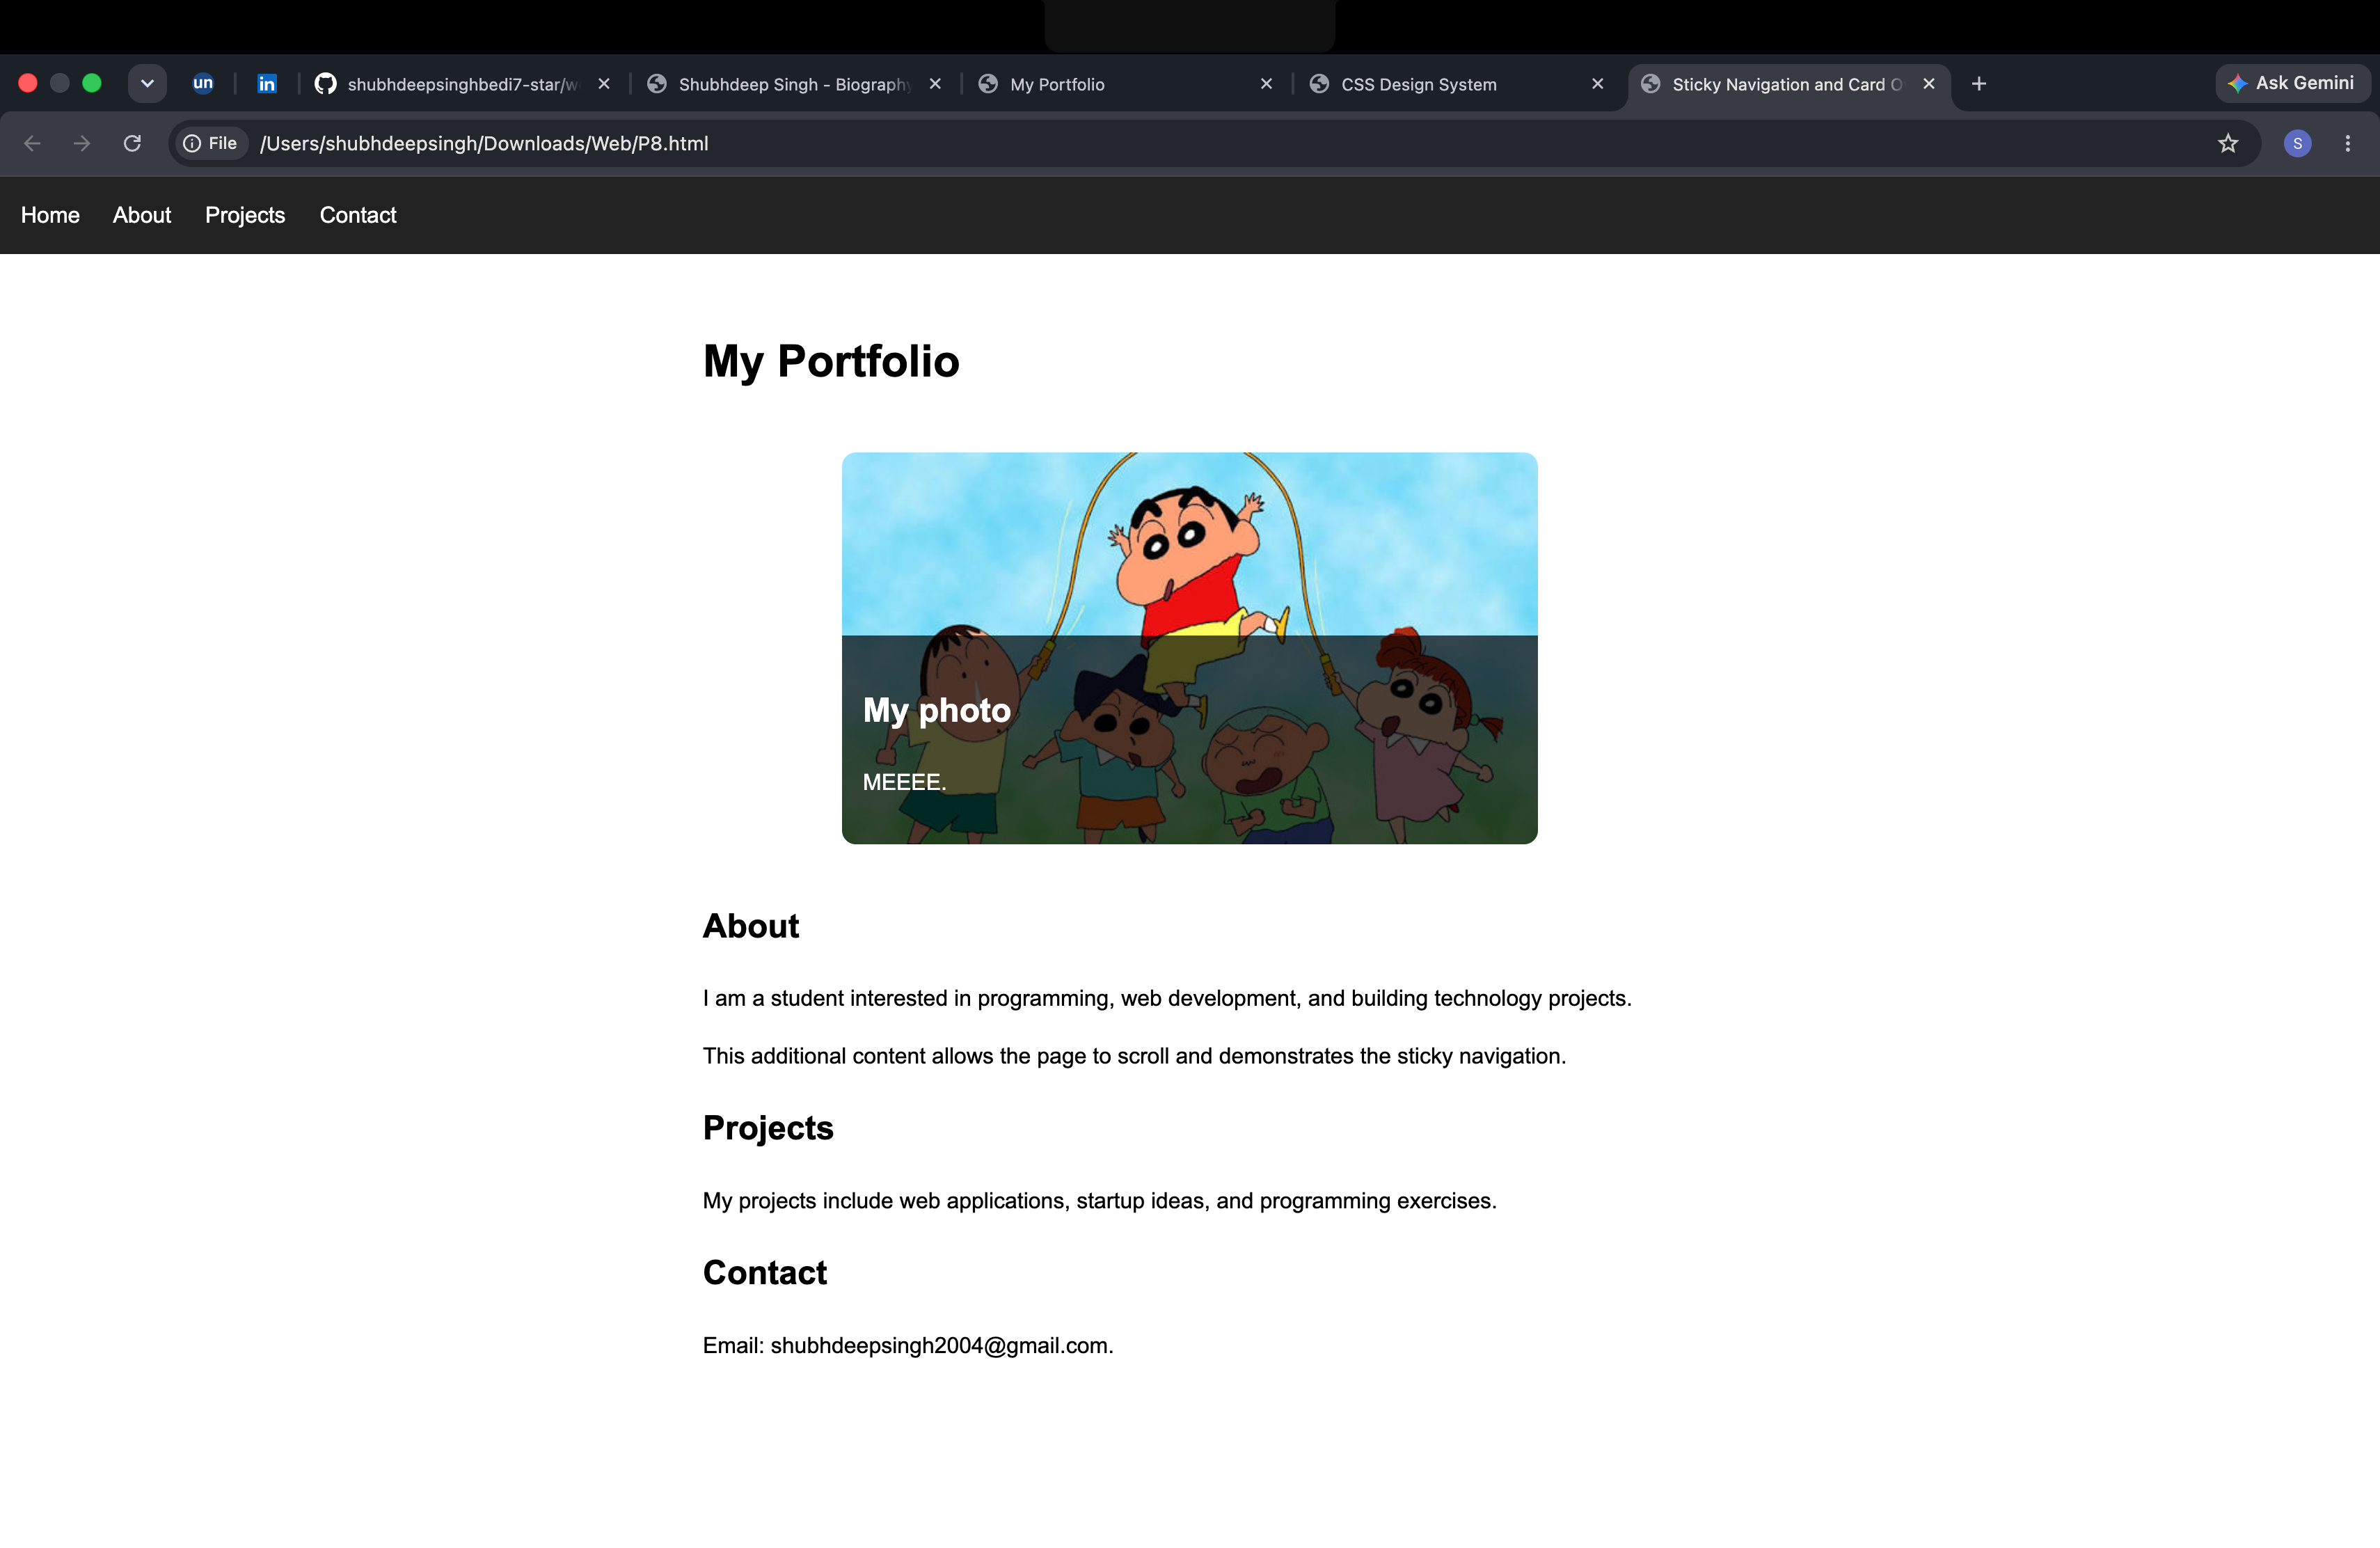 un
in
shubhdeepsinghbedi7-star/w
Shubhdeep Singh - Biography
My Portfolio
CSS Design System
Sticky Navigation and Card O
Ask Gemini
File
/Users/shubhdeepsingh/Downloads/Web/P8.html
S
Home
About
Projects
Contact
My Portfolio
My photo
MEEEE.
About
I am a student interested in programming, web development, and building technology projects.
This additional content allows the page to scroll and demonstrates the sticky navigation.
Projects
My projects include web applications, startup ideas, and programming exercises.
Contact
Email: shubhdeepsingh2004@gmail.com.